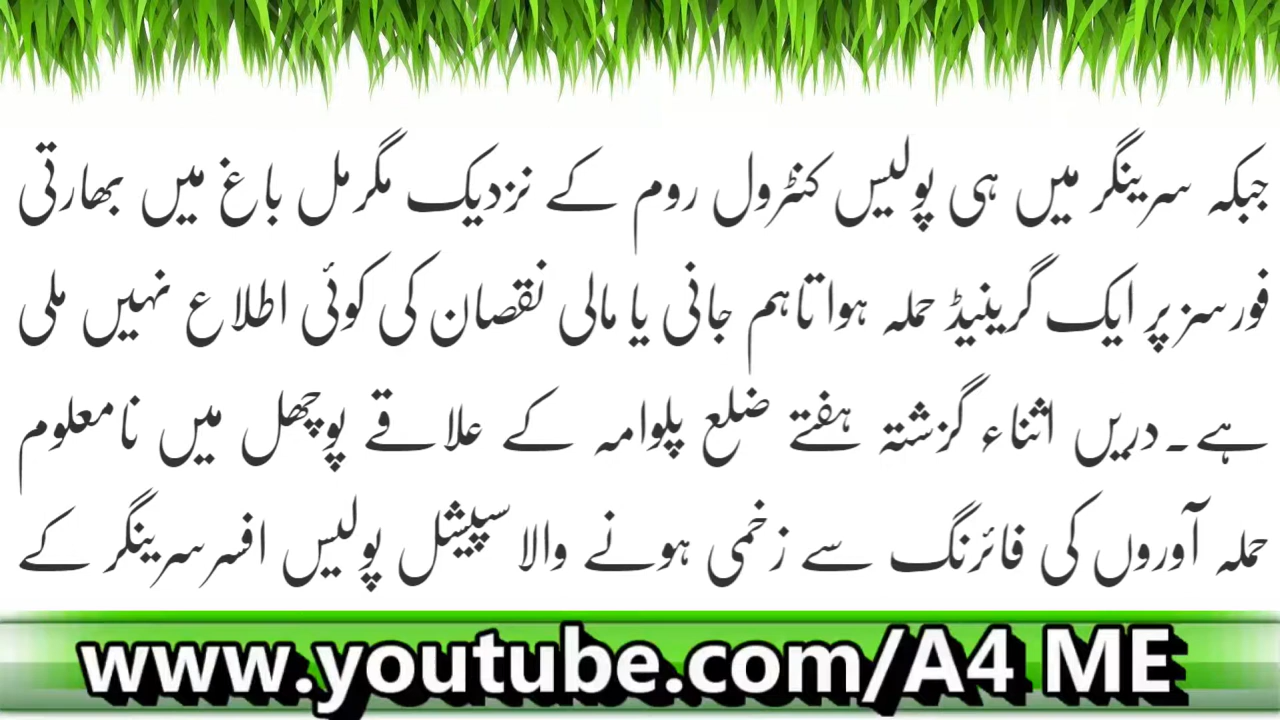 جبکہ سرینگر میں ہی پولیس کنٹرول روم کے نزدیک مگرمل باغ میں بھارتی
فورسز پر ایک گرینیڈ حملہ ہوا تاہم جانی یا مالی نقصان کی کوئی اطلاع نہیں ملی
ہے۔دریں اثناء گزشتہ ہفتے ضلع پلوامہ کے علاقے پوچھل میں نامعلوم
حملہ آوروں کی فائرنگ سے زخمی ہونے والا سپیشل پولیس افسر سرینگر کے
www.youtube.com/A4 ME